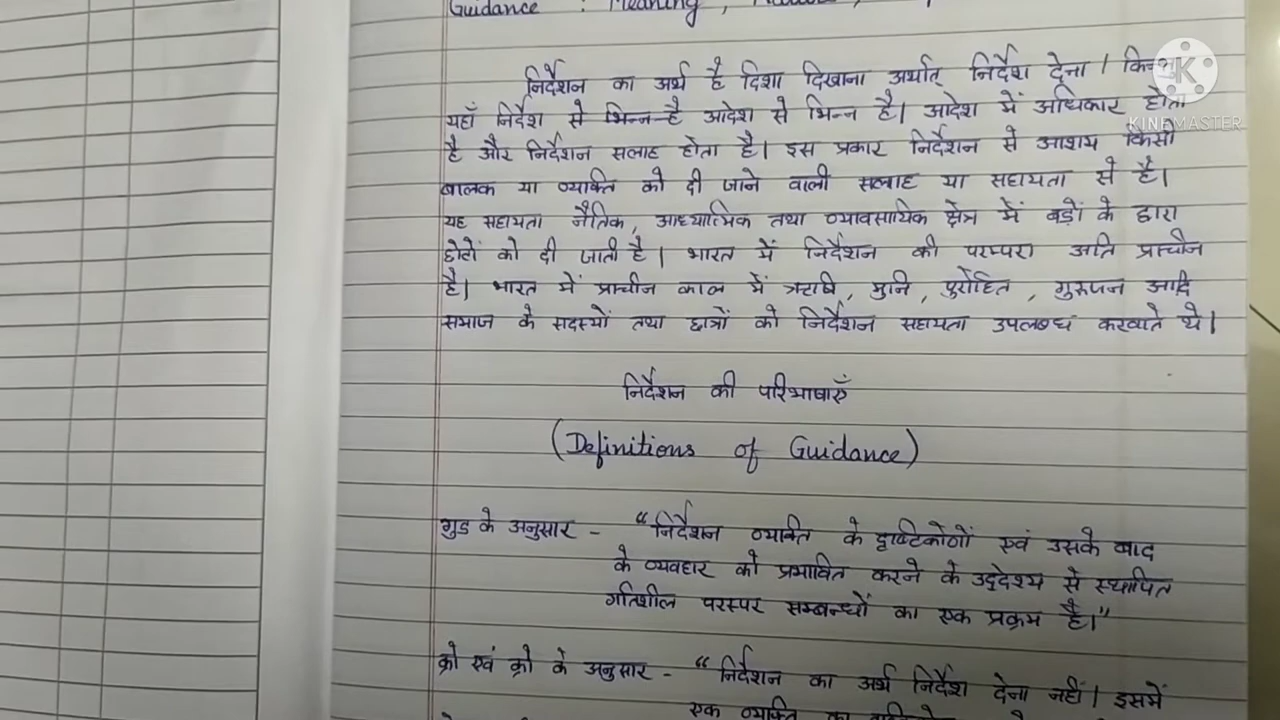 Guidance : Meaning,
निर्देशन का अर्थ है दिशा दिखाना अर्थात् निर्देश देना। किन्तु
यहाँ निर्देश से भिन्न है आदेश से भिन्न है। आदेश में अधिकार होता
है और निर्देशन सलाह होता है। इस प्रकार निर्देशन से आशय किसी
बालक या व्यक्ति को दी जाने वाली सलाह या सहायता से है।
यह सहायता नैतिक, आध्यात्मिक तथा व्यावसायिक क्षेत्र में बड़ों के द्वारा
छोटों को दी जाती है। भारत में निर्देशन की परम्परा अति प्राचीन
है। भारत में प्राचीन काल में ऋषि, मुनि, पुरोहित, गुरूजन आदि
समाज के सदस्यों तथा छात्रों को निर्देशन सहायता उपलब्ध करवाते थे।
निर्देशन की परिभाषाएँ
(Definitions of Guidance)
गुड के अनुसार - "निर्देशन व्यक्ति के दृष्टिकोणों एवं उसके बाद
के व्यवहार को प्रभावित करने के उद्देश्य से स्थापित
गतिशील परस्पर सम्बन्धों का एक प्रक्रम है।"
क्रो एवं क्रो के अनुसार - "निर्देशन का अर्थ निर्देश देना नहीं। इसमें
एक व्यक्ति का
K
KINEMASTER